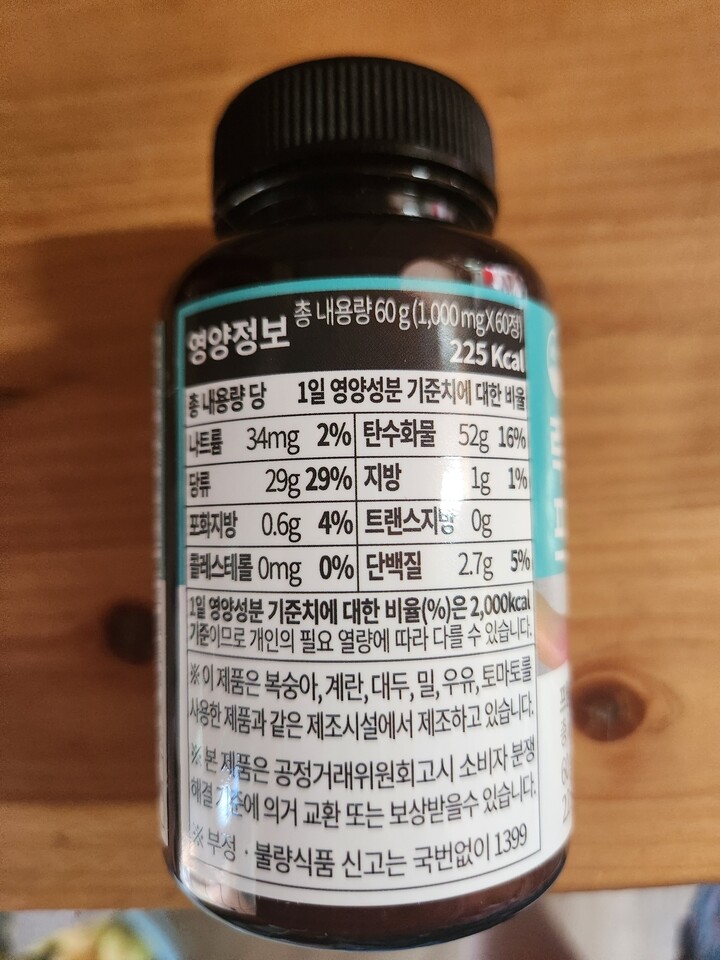 영양정보 총 내용량 60 g (1,000 mg X 60정)
225 Kcal
총 내용량 당 1일 영양성분 기준치에 대한 비율
나트륨 34mg 2% 탄수화물 52g 16%
당류 29g 29% 지방 1g 1%
포화지방 0.6g 4% 트랜스지방 0g
콜레스테롤 0mg 0% 단백질 2.7g 5%
1일 영양성분 기준치에 대한 비율(%)은 2,000kcal
기준이므로 개인의 필요 열량에 따라 다를 수 있습니다.
※ 이 제품은 복숭아, 계란, 대두, 밀, 우유, 토마토를
사용한 제품과 같은 제조시설에서 제조하고 있습니다.
※ 본 제품은 공정거래위원회고시 소비자 분쟁
해결 기준에 의거 교환 또는 보상받을수 있습니다.
※ 부정 · 불량식품 신고는 국번없이 1399